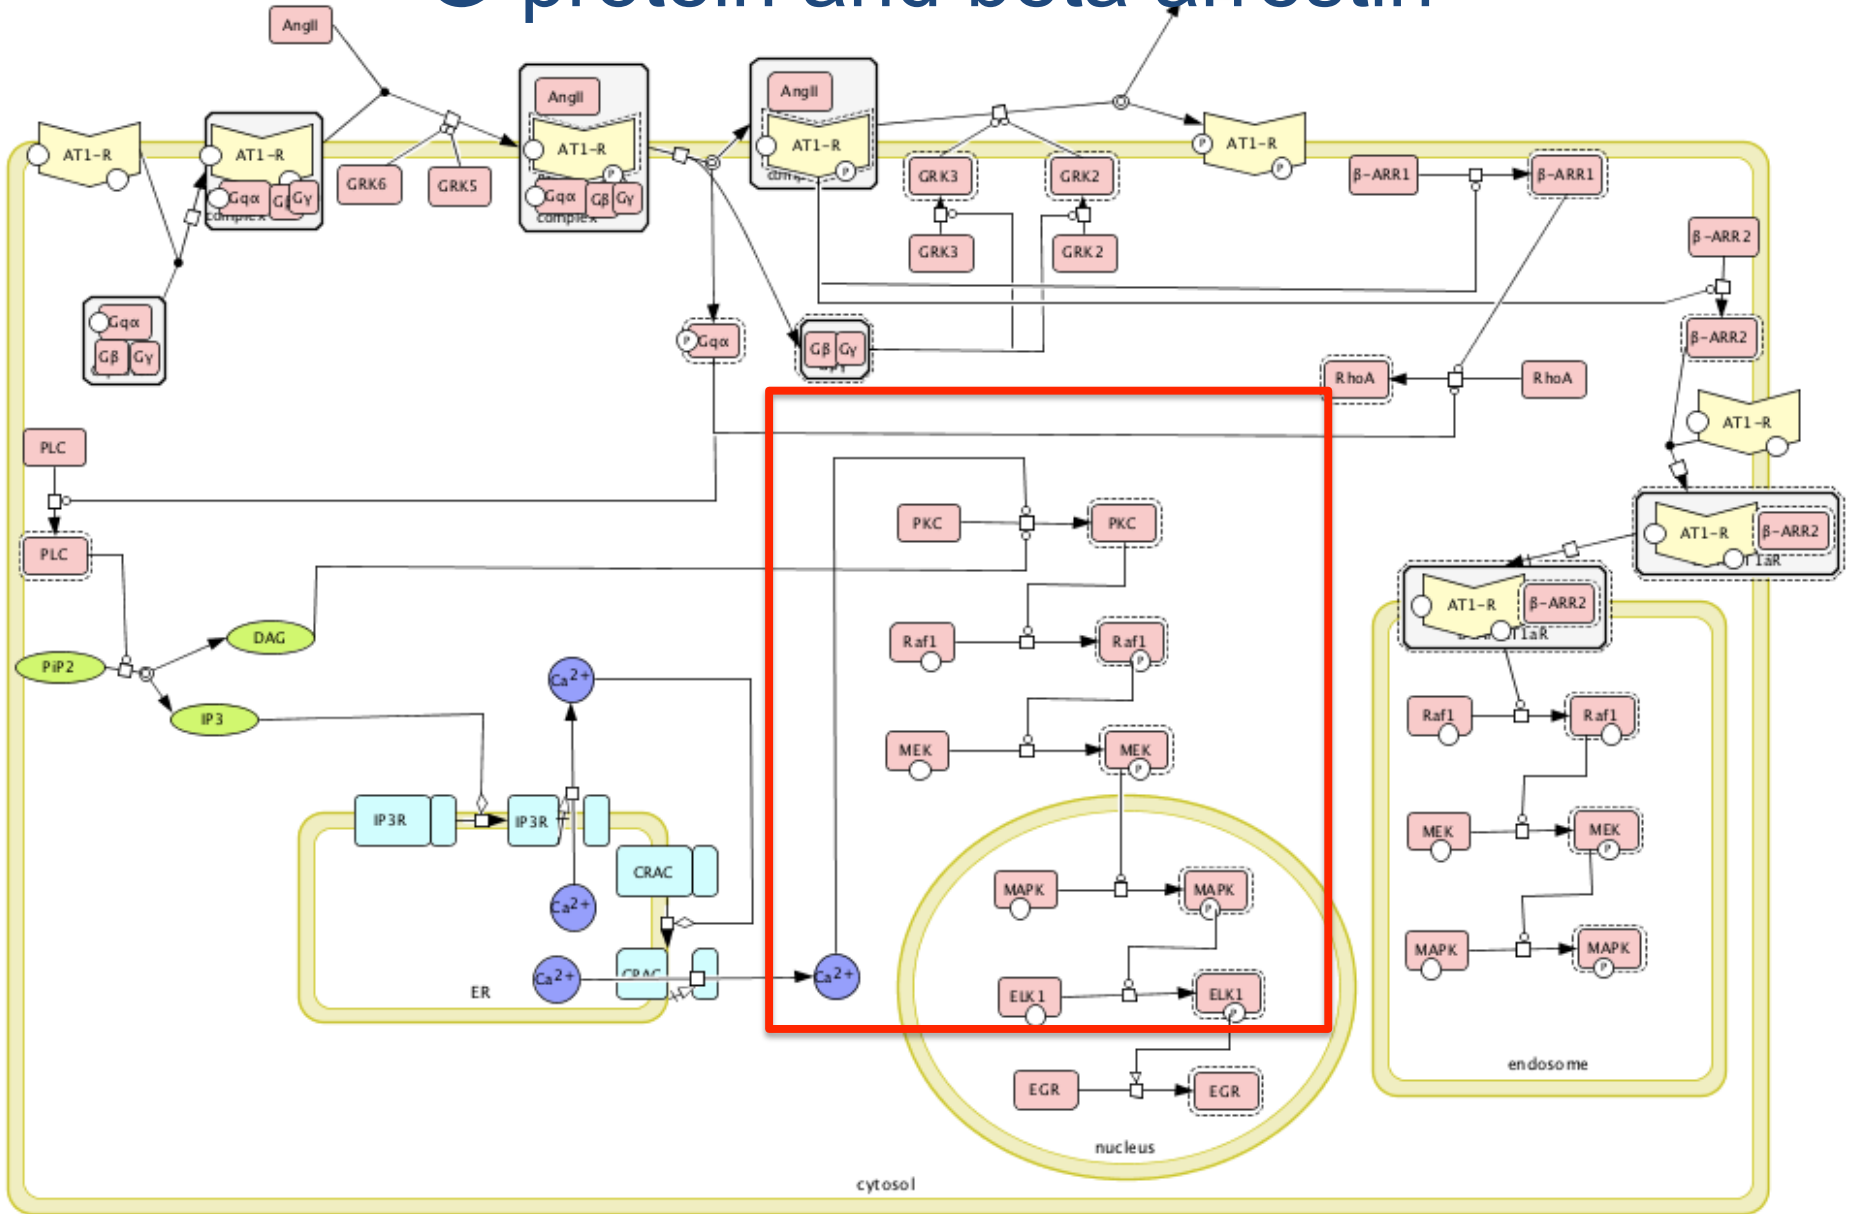 G protein and beta arrestin
AngII
AngII
AngII
AT1-R
AT1-R
AT1-R
AT1-R
AT1-R
P
P
P
P
GRK6
GRK5
GRK3
GRK2
β-ARR1
β-ARR1
Gqα
Gγ
complex
Gqα
Gβ
Gγ
complex
GRK3
GRK2
β-ARR2
Gqα
Gβ
Gγ
P
Gqα
Gβ
Gγ
β-ARR2
RhoA
RhoA
AT1-R
PLC
PKC
PKC
AT1-R
β-ARR2
PLC
AT1-R
β-ARR2
DAG
Raf1
Raf1
P
PiP2
Ca2+
IP3
Raf1
Raf1
MEK
MEK
P
IP3R
IP3R
MEK
MEK
P
CRAC
MAPK
MAPK
P
Ca2+
MAPK
MAPK
P
Ca2+
CRAC
Ca2+
ER
ELK1
ELK1
P
endosome
EGR
EGR
nucleus
cytosol